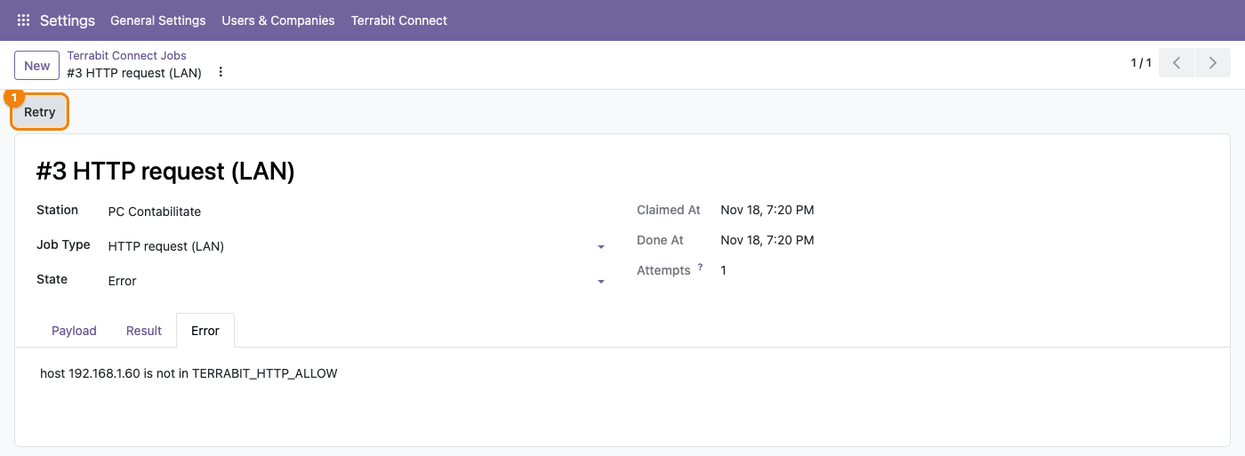 Settings General Settings Users & Companies Terrabit Connect
New
Terrabit Connect Jobs
#3 HTTP request (LAN)
1 / 1
1
Retry
#3 HTTP request (LAN)
Station PC Contabilitate
Job Type HTTP request (LAN)
State Error
Claimed At Nov 18, 7:20 PM
Done At Nov 18, 7:20 PM
Attempts ? 1
Payload Result Error
host 192.168.1.60 is not in TERRABIT_HTTP_ALLOW